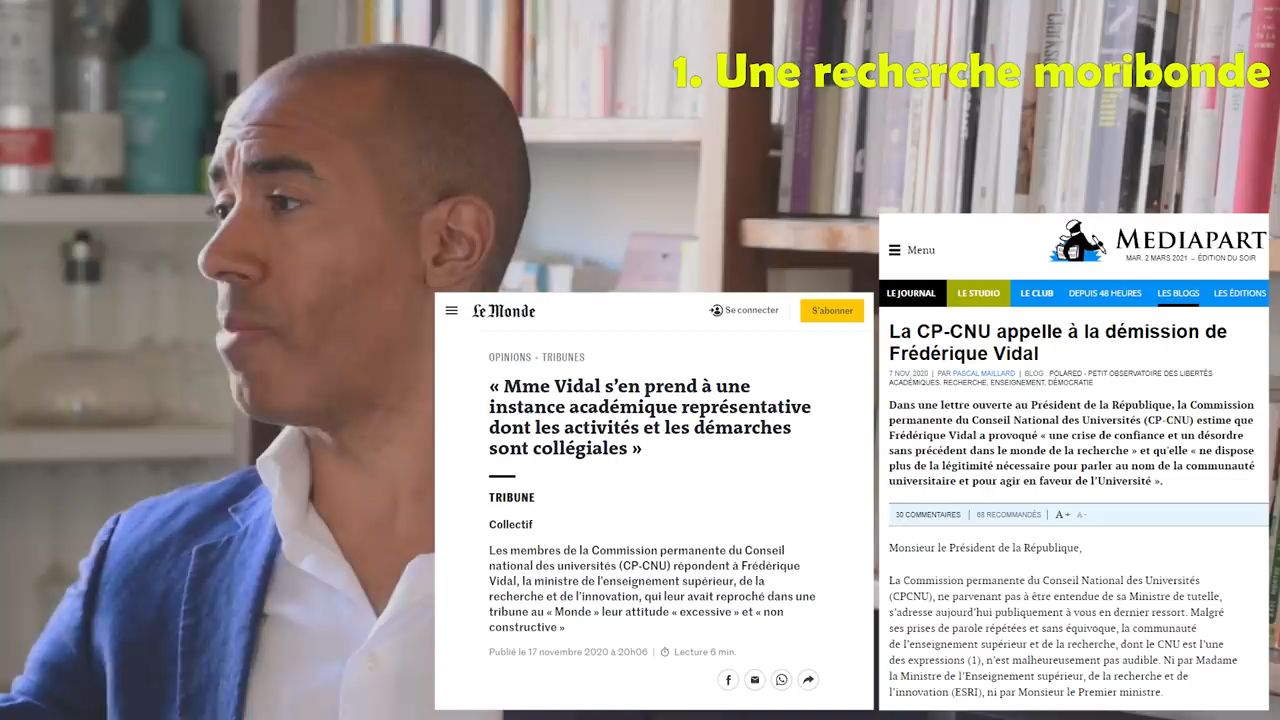 1. Une recherche moribonde
Le Monde
Se connecter
S'abonner
OPINIONS • TRIBUNES
« Mme Vidal s'en prend à une
instance académique représentative
dont les activités et les démarches
sont collégiales »
TRIBUNE
Collectif
Les membres de la Commission permanente du Conseil
national des universités (CP-CNU) répondent à Frédérique
Vidal, la ministre de l'enseignement supérieur, de la
recherche et de l'innovation, qui leur avait reproché dans une
tribune au « Monde » leur attitude « excessive » et « non
constructive »
Publié le 17 novembre 2020 à 20h06 | Lecture 6 min.
Menu
MEDIAPART
MAR. 2 MARS 2021 – ÉDITION DU SOIR
LE JOURNAL LE STUDIO LE CLUB DEPUIS 48 HEURES LES BLOGS LES ÉDITIONS
La CP-CNU appelle à la démission de
Frédérique Vidal
7 NOV. 2020 | PAR PASCAL MAILLARD | BLOG : POLARED - PETIT OBSERVATOIRE DES LIBERTÉS
ACADÉMIQUES. RECHERCHE, ENSEIGNEMENT, DÉMOCRATIE
Dans une lettre ouverte au Président de la République, la Commission
permanente du Conseil National des Universités (CP-CNU) estime que
Frédérique Vidal a provoqué « une crise de confiance et un désordre
sans précédent dans le monde de la recherche » et qu'elle « ne dispose
plus de la légitimité nécessaire pour parler au nom de la communauté
universitaire et pour agir en faveur de l'Université ».
30 COMMENTAIRES | 68 RECOMMANDÉS | A + A -
Monsieur le Président de la République,
La Commission permanente du Conseil National des Universités
(CPCNU), ne parvenant pas à être entendue de sa Ministre de tutelle,
s'adresse aujourd'hui publiquement à vous en dernier ressort. Malgré
ses prises de parole répétées et sans équivoque, la communauté
de l'enseignement supérieur et de la recherche, dont le CNU est l'une
des expressions (1), n'est malheureusement pas audible. Ni par Madame
la Ministre de l'Enseignement supérieur, de la recherche et de
l'innovation (ESRI), ni par Monsieur le Premier ministre.